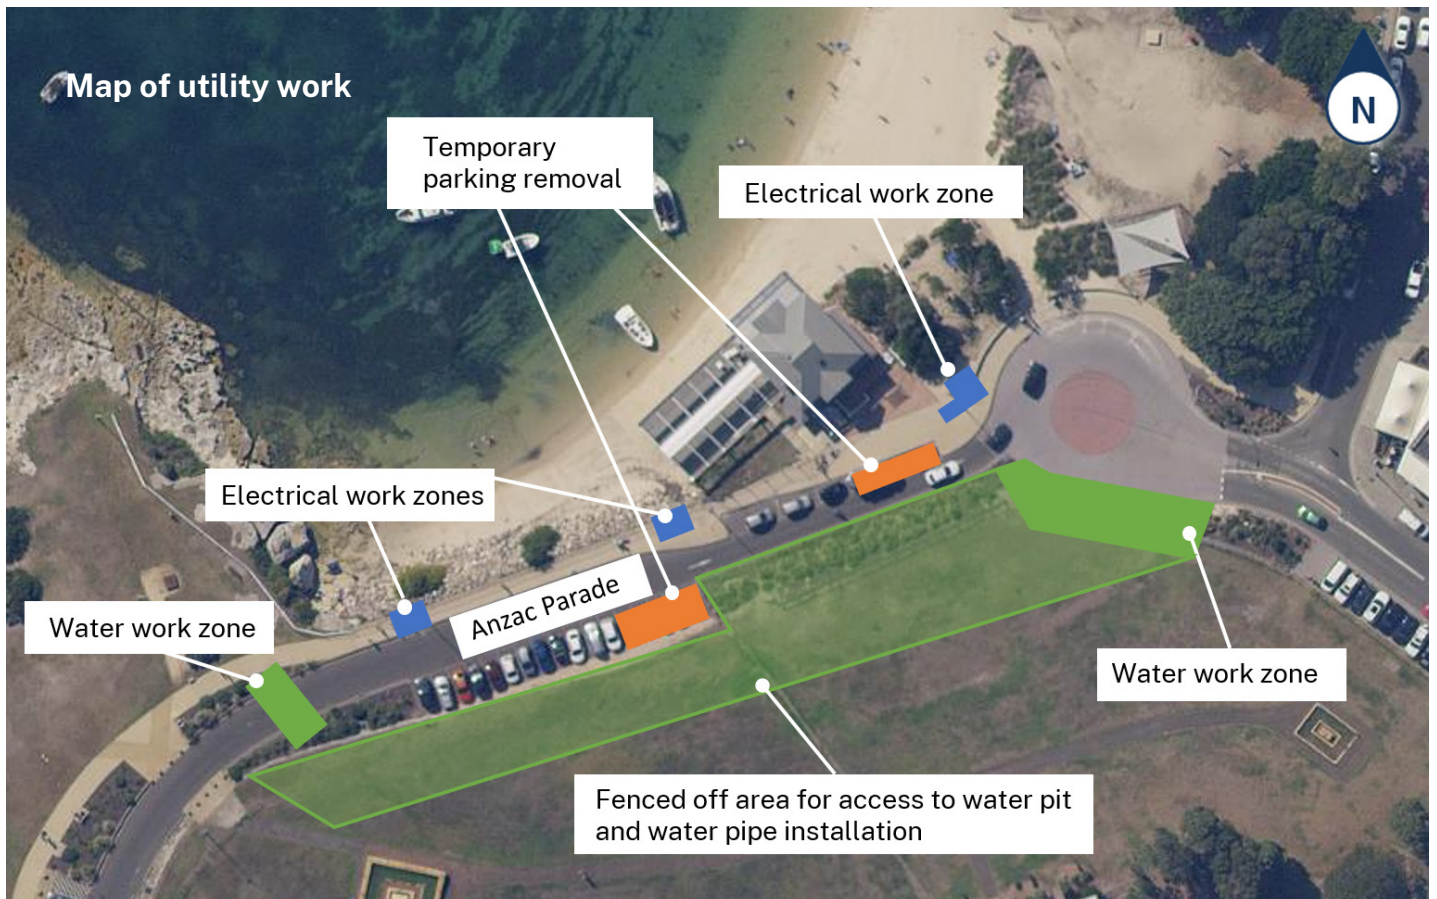 Map of utility work
N
Temporary
parking removal
Electrical work zone
Electrical work zones
Anzac Parade
Water work zone
Water work zone
Fenced off area for access to water pit
and water pipe installation